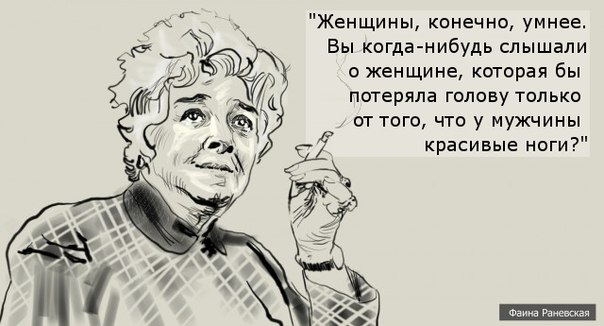 "Женщины, конечно, умнее.
Вы когда-нибудь слышали
о женщине, которая бы
потеряла голову только
от того, что у мужчины
красивые ноги?"
Фаина Раневская